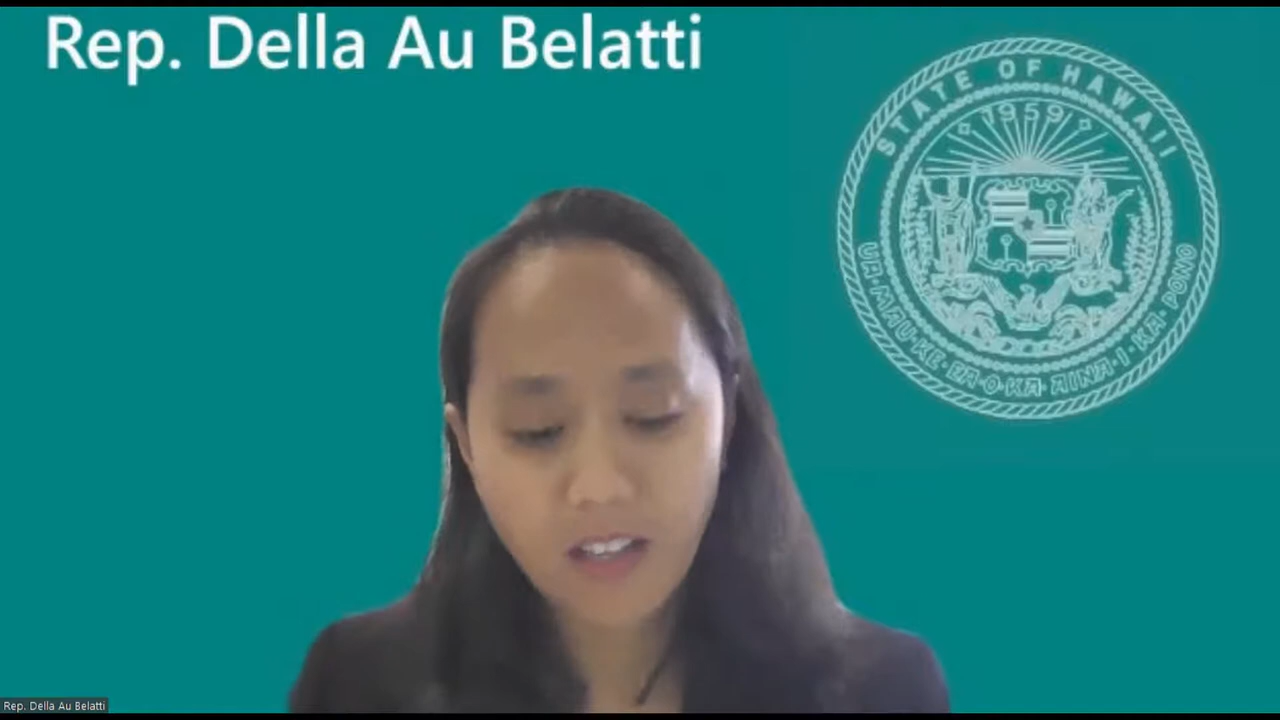 Rep. Della Au Belatti
STATE OF HAWAII
1959
UA·MAU·KE·EA·O·KA·AINA·I·KA·PONO
Rep. Della Au Belatti